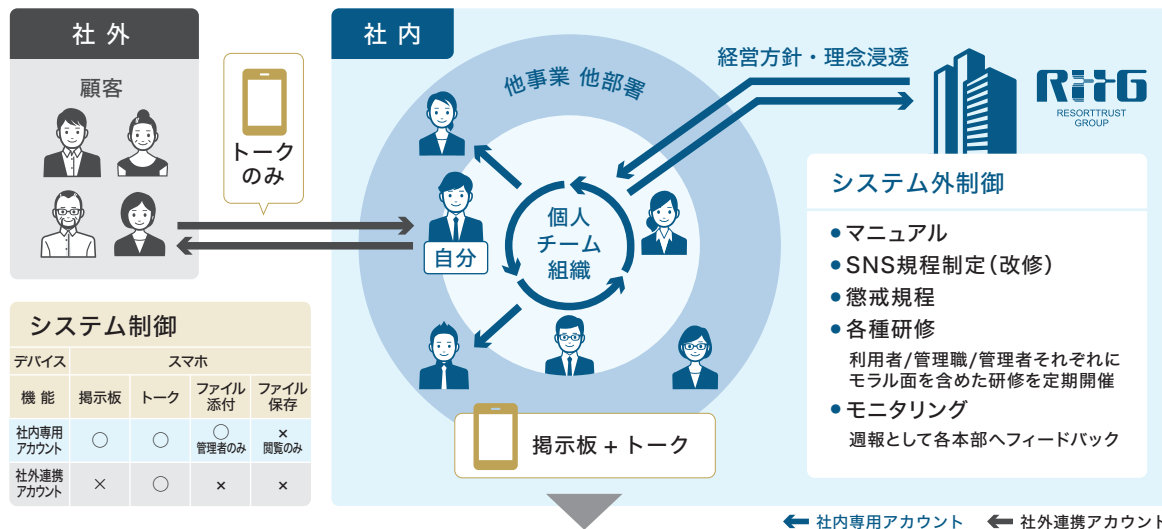 社外
顧客
トーク
のみ
社内
他事業 他部署
経営方針・理念浸透
RTTG
RESORTTRUST
GROUP
自分
個人
チーム
組織
掲示板 + トーク
システム外制御
●マニュアル
●SNS規程制定(改修)
●懲戒規程
●各種研修
利用者/管理職/管理者それぞれに
モラル面を含めた研修を定期開催
●モニタリング
週報として各本部へフィードバック
システム制御
デバイス スマホ
機能 掲示板 トーク ファイル添付 ファイル保存
社内専用アカウント ○ ○ ○管理者のみ ×閲覧のみ
社外連携アカウント × ○ × ×
社内専用アカウント 社外連携アカウント